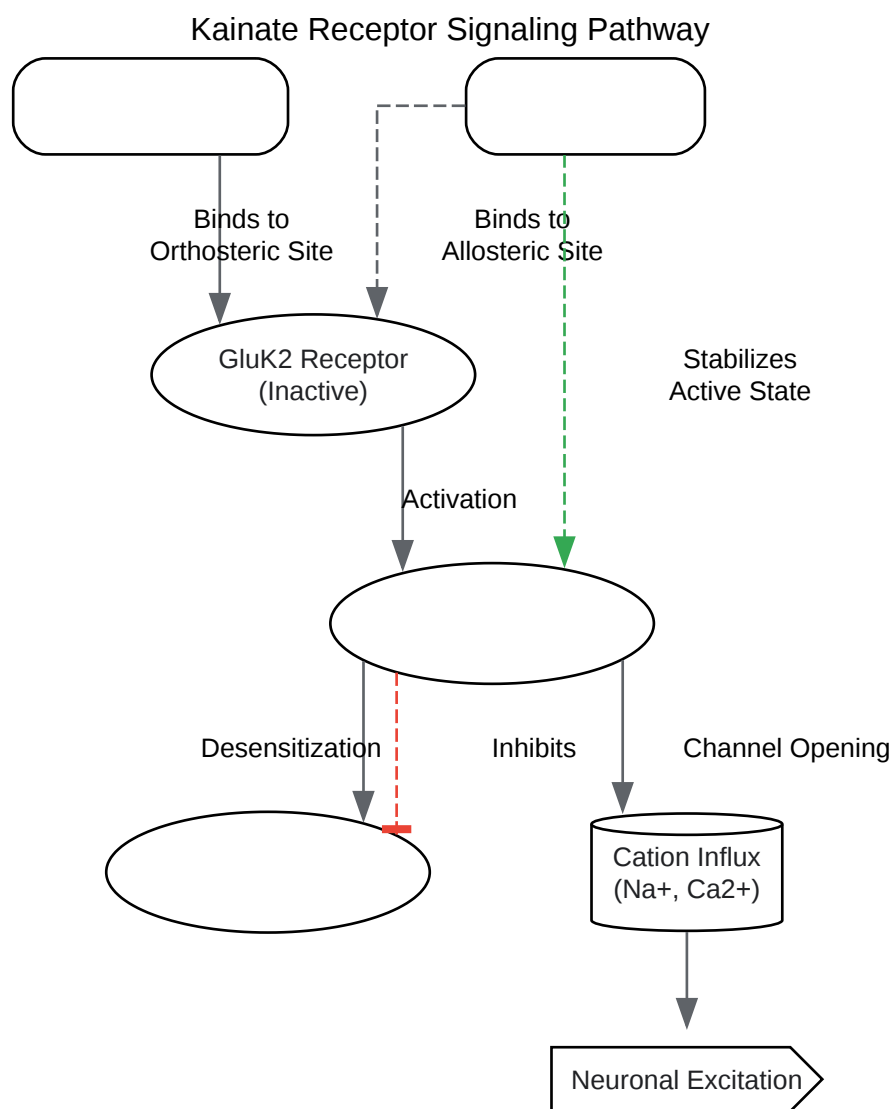 Kainate Receptor Signaling Pathway
Binds to
Orthosteric Site
Binds to
Allosteric Site
GluK2 Receptor
(Inactive)
Stabilizes
Active State
Activation
Desensitization
Inhibits
Channel Opening
Cation Influx
(Na+, Ca2+)
Neuronal Excitation